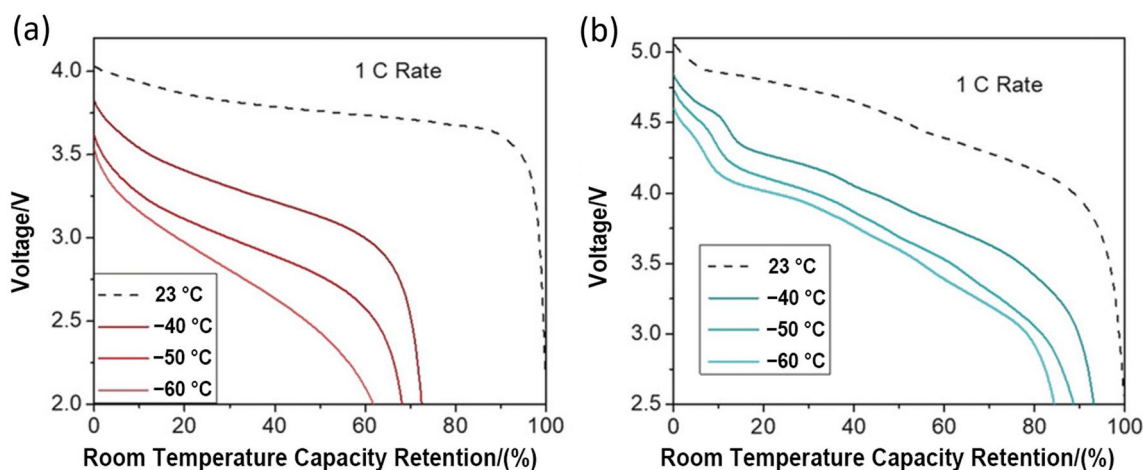 (a)
1 C Rate
4.0
3.5
3.0
2.5
2.0
Voltage/V
23 °C
−40 °C
−50 °C
−60 °C
0 20 40 60 80 100
Room Temperature Capacity Retention/(%)
(b)
1 C Rate
5.0
4.5
4.0
3.5
3.0
2.5
Voltage/V
23 °C
−40 °C
−50 °C
−60 °C
0 20 40 60 80 100
Room Temperature Capacity Retention/(%)